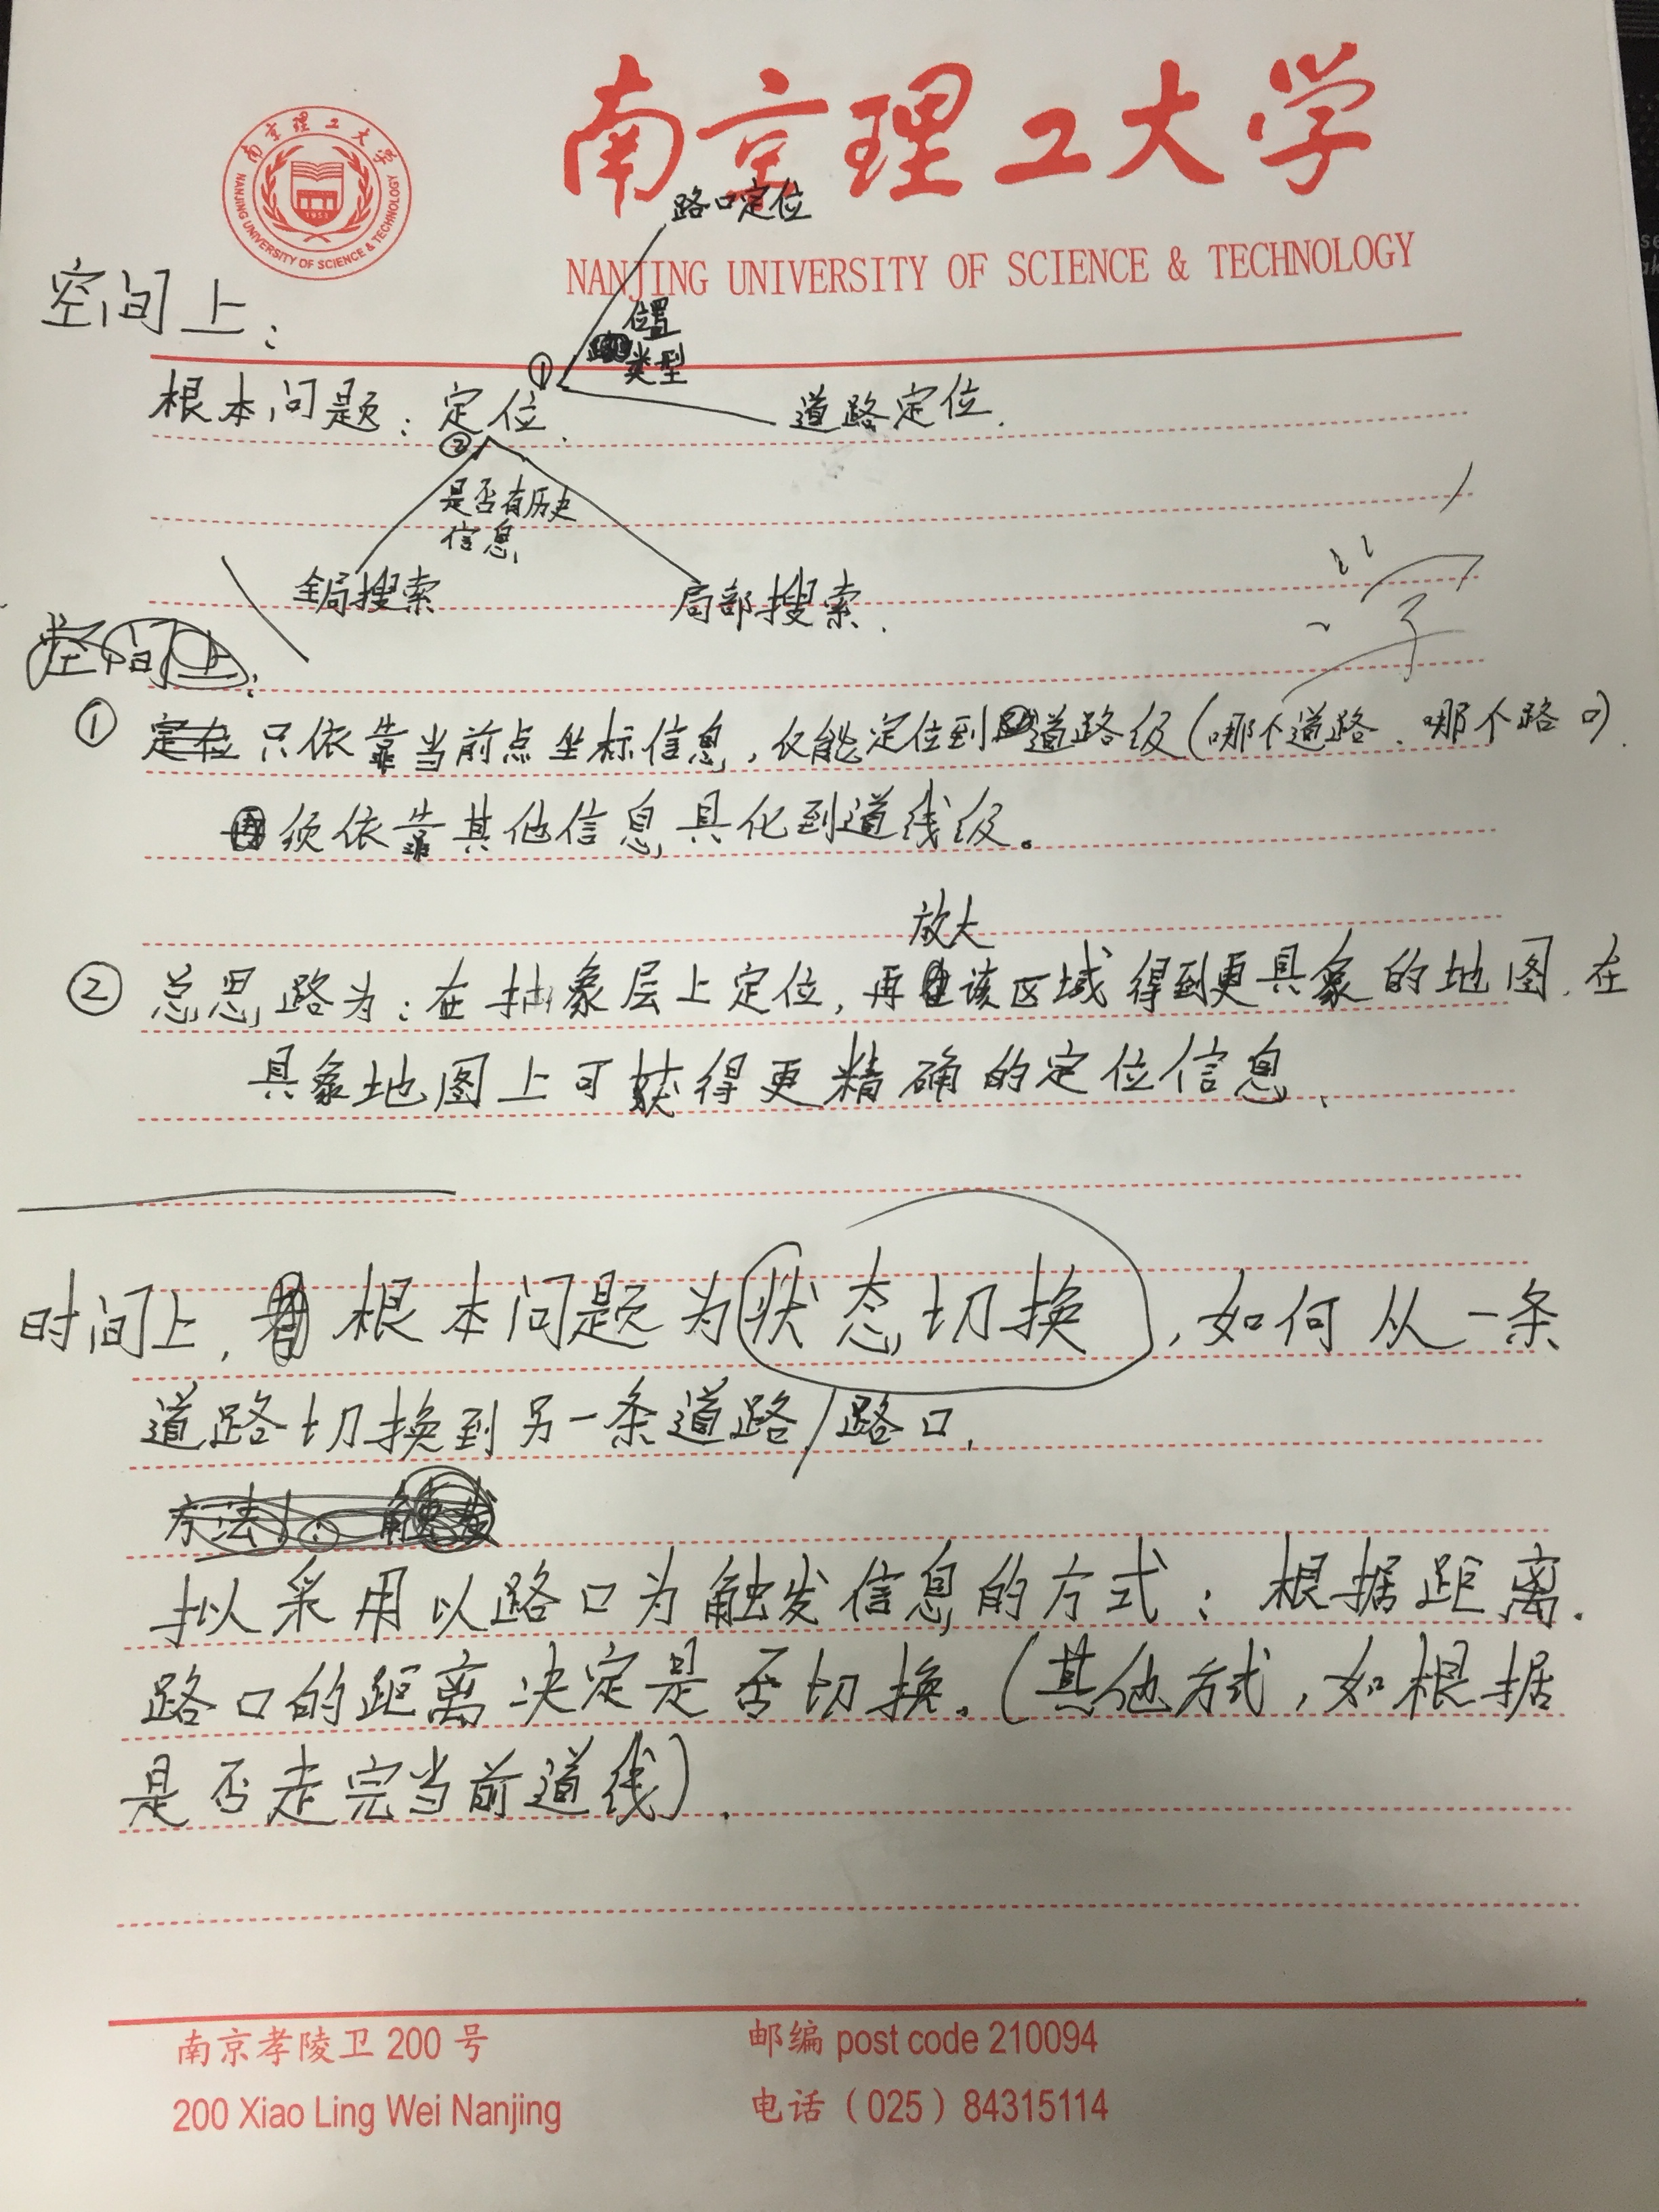 南京理工大学
南京理工大学
NANJING UNIVERSITY OF SCIENCE & TECHNOLOGY
1953
路口定位
NANJING UNIVERSITY OF SCIENCE & TECHNOLOGY
空间上：
位置
类型
①
根本问题：定位.
道路定位.
②
是否有历史
信息
全局搜索
局部搜索.
空间上：
字
① 定位 只依靠当前点坐标信息，仅能定位到道路级(哪个道路、哪个路口).
须依靠其他信息具化到道线级。
放大
② 总思路为：在抽象层上定位，再该区域得到更具象的地图.在
具象地图上可获得更精确的定位信息.
时间上，根本问题为状态切换，如何从一条
道路切换到另一条道路/路口.
方法1: 触发
拟采用以路口为触发信息的方式：根据距离.
路口的距离决定是否切换.(其他方式，如根据
是否走完当前道线).
南京孝陵卫 200 号
邮编 post code 210094
200 Xiao Ling Wei Nanjing
电话（025）84315114